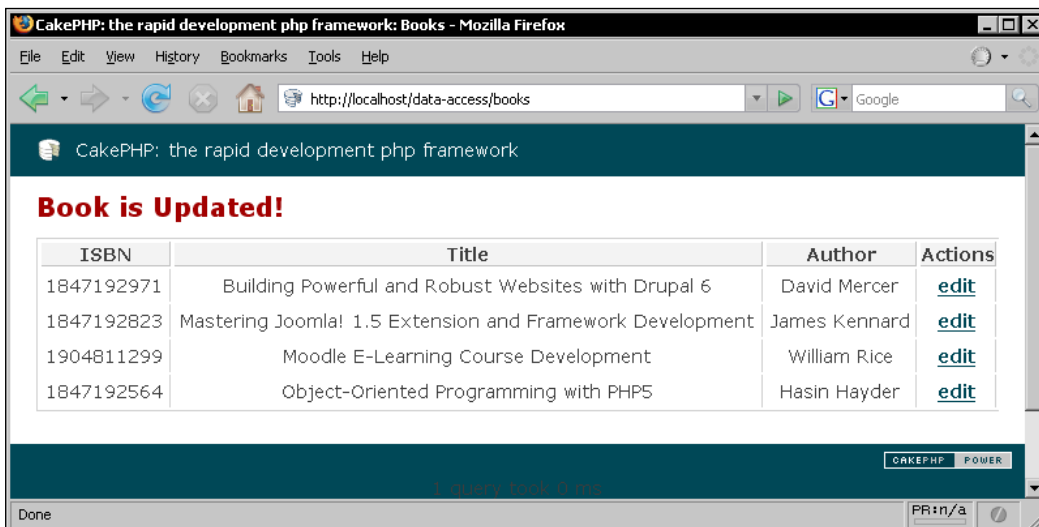 CakePHP: the rapid development php framework: Books - Mozilla Firefox
File Edit View History Bookmarks Tools Help
http://localhost/data-access/books G Google
CakePHP: the rapid development php framework
Book is Updated!
ISBN Title Author Actions
1847192971 Building Powerful and Robust Websites with Drupal 6 David Mercer edit
1847192823 Mastering Joomla! 1.5 Extension and Framework Development James Kennard edit
1904811299 Moodle E-Learning Course Development William Rice edit
1847192564 Object-Oriented Programming with PHP5 Hasin Hayder edit
CAKEPHP POWER
1 query took 0 ms
Done PR:n/a